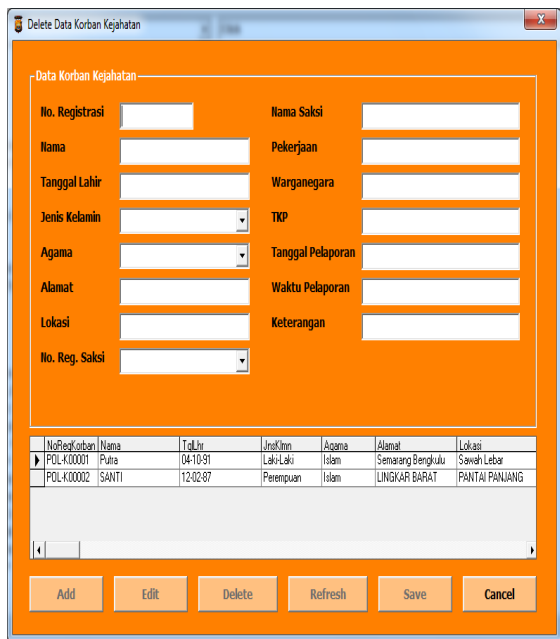 Delete Data Korban Kejahatan
Data Korban Kejahatan
No. Registrasi
Nama Saksi
Nama
Pekerjaan
Tanggal Lahir
Warganegara
Jenis Kelamin
TKP
Agama
Tanggal Pelaporan
Alamat
Waktu Pelaporan
Lokasi
Keterangan
No. Reg. Saksi
NoRegKorban Nama TglLhr JnsKlmn Agama Alamat Lokasi
POL-K00001 Putra 04-10-91 Laki-Laki Islam Semarang Bengkulu Sawah Lebar
POL-K00002 SANTI 12-02-87 Perempuan Islam LINGKAR BARAT PANTAI PANJANG
Add Edit Delete Refresh Save Cancel